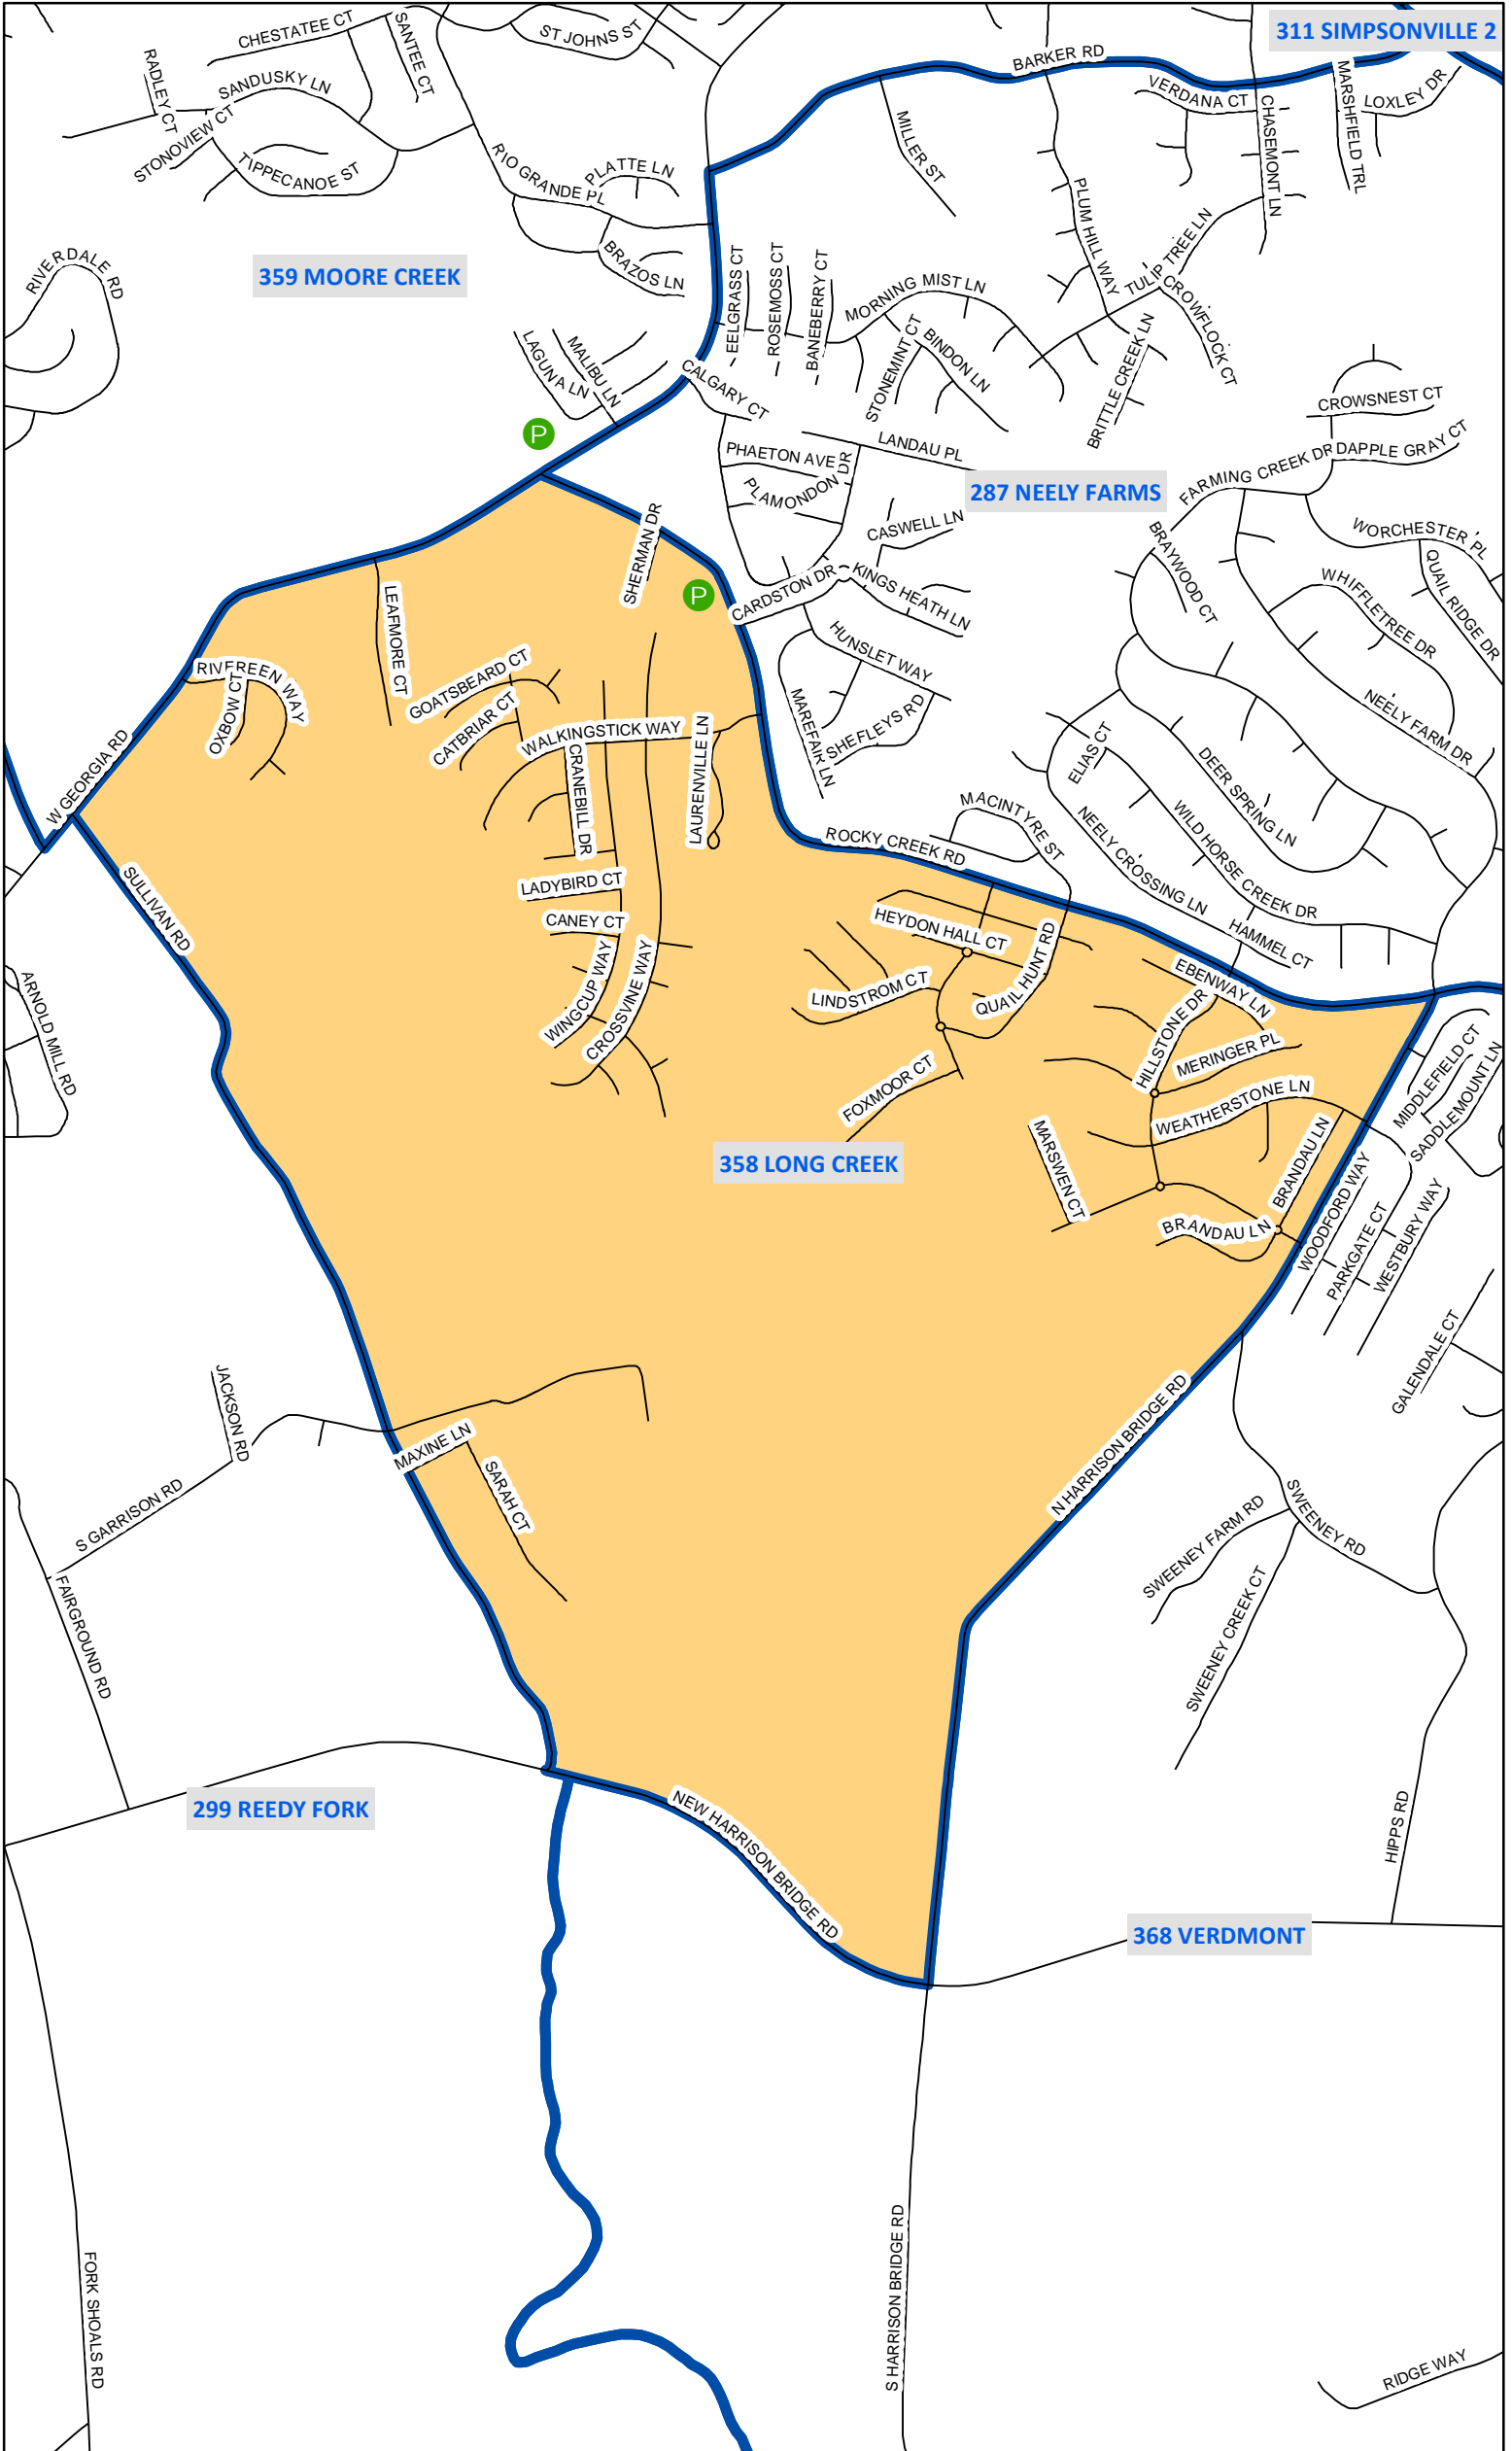 311 SIMPSONVILLE 2
CHESTATEE CT
SANTEE CT
ST JOHNS ST
RADLEY CT
SANDUSKY LN
STONOVIEW CT
TIPPECANOE ST
RIO GRANDE PL
PLATTE LN
BRAZOS LN
BARKER RD
VERDANA CT
CHASEMONT LN
MARSHFIELD TRL
LOXLEY DR
MILLER ST
PLUM HILL WAY
TULIP TREE LN
CROWFLOCK CT
RIVERDALE RD
359 MOORE CREEK
EELGRASS CT
ROSEMOSS CT
BANEBERRY CT
MORNING MIST LN
STONEMINT CT
BINDON LN
BRITTLE CREEK LN
LAGUNA LN
MALIBU LN
CALGARY CT
P
PHAETON AVE
PLAMONDON DR
LANDAU PL
287 NEELY FARMS
CROWSNEST CT
DAPPLE GRAY CT
FARMING CREEK DR
WORCHESTER PL
QUAIL RIDGE DR
WHIFFLETREE DR
BRAYWOOD CT
NEELY FARM DR
SHERMAN DR
P
CASWELL LN
CARDSTON DR
KINGS HEATH LN
HUNSLET WAY
MAREFAIR LN
SHEFLEYS RD
LEAFMORE CT
RIVEREEN WAY
OXBOW CT
GOATSBEARD CT
CATBRIAR CT
WALKINGSTICK WAY
CRANEBILL DR
LAURENVILLE LN
W GEORGIA RD
ELIAS CT
DEER SPRING LN
WILD HORSE CREEK DR
NEELY CROSSING LN
HAMMEL CT
MACINTYRE ST
ROCKY CREEK RD
SULLIVAN RD
LADYBIRD CT
CANEY CT
WINGCUP WAY
CROSSVINE WAY
HEYDON HALL CT
QUAIL HUNT RD
LINDSTROM CT
FOXMOOR CT
EBENWAY LN
HILLSTONE DR
MERINGER PL
WEATHERSTONE LN
MARSWEN CT
BRANDAU LN
BRANDAU LN
ARNOLD MILL RD
MIDDLEFIELD CT
SADDLEMOUNT LN
WOODFORD WAY
PARKGATE CT
WESTBURY WAY
GALENDALE CT
358 LONG CREEK
JACKSON RD
MAXINE LN
SARAH CT
S GARRISON RD
FAIRGROUND RD
N HARRISON BRIDGE RD
SWEENEY RD
SWEENEY FARM RD
SWEENEY CREEK CT
299 REEDY FORK
NEW HARRISON BRIDGE RD
HIPPS RD
368 VERDMONT
FORK SHOALS RD
S HARRISON BRIDGE RD
RIDGE WAY